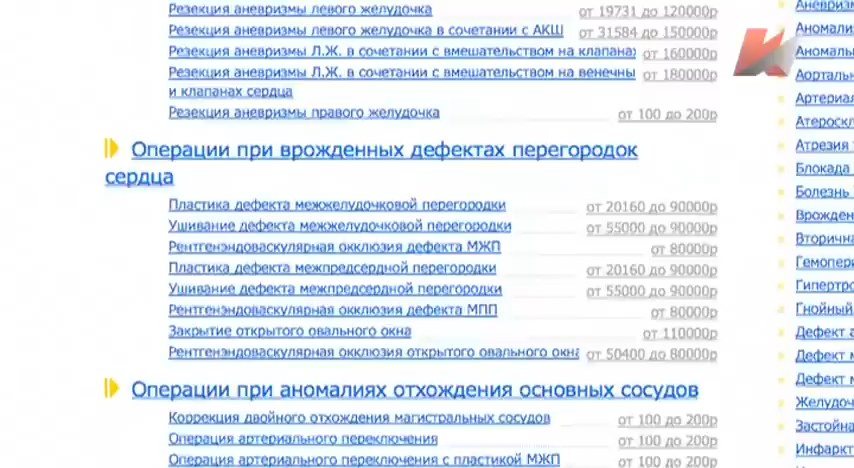 Резекция аневризмы левого желудочка от 19731 до 120000р
Резекция аневризмы левого желудочка в сочетании с АКШ от 31584 до 150000р
Резекция аневризмы Л.Ж. в сочетании с вмешательством на клапанах от 160000р
Резекция аневризмы Л.Ж. в сочетании с вмешательством на венечны от 180000р
и клапанах сердца
Резекция аневризмы правого желудочка от 100 до 200р
Операции при врожденных дефектах перегородок
сердца
Пластика дефекта межжелудочковой перегородки от 20160 до 90000р
Ушивание дефекта межжелудочковой перегородки от 55000 до 90000р
Рентгенэндоваскулярная окклюзия дефекта МЖП от 80000р
Пластика дефекта межпредсердной перегородки от 20160 до 90000р
Ушивание дефекта межпредсердной перегородки от 55000 до 90000р
Рентгенэндоваскулярная окклюзия дефекта МПП от 80000р
Закрытие открытого овального окна от 110000р
Рентгенэндоваскулярная окклюзия открытого овального окна от 50400 до 80000р
Операции при аномалиях отхождения основных сосудов
Коррекция двойного отхождения магистральных сосудов от 100 до 200р
Операция артериального переключения от 100 до 200р
Операция артериального переключения с пластикой МЖП от 100 до 200р
Аневризм
Аномали
Аномаль
Аорталь
Артериал
Атероскл
Атрезия
Блокада
Болезнь
Врожден
Вторична
Гемопери
Гипертро
Гнойный
Дефект а
Дефект м
Дефект м
Желудоч
Застойна
Инфаркт